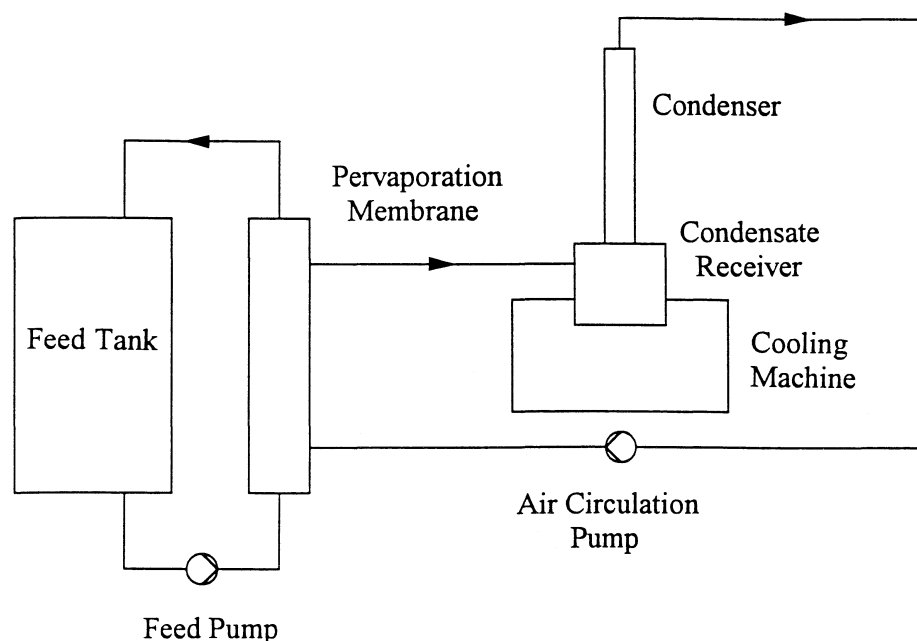 Condenser
Pervaporation
Membrane
Condensate
Receiver
Feed Tank
Cooling
Machine
Air Circulation
Pump
Feed Pump